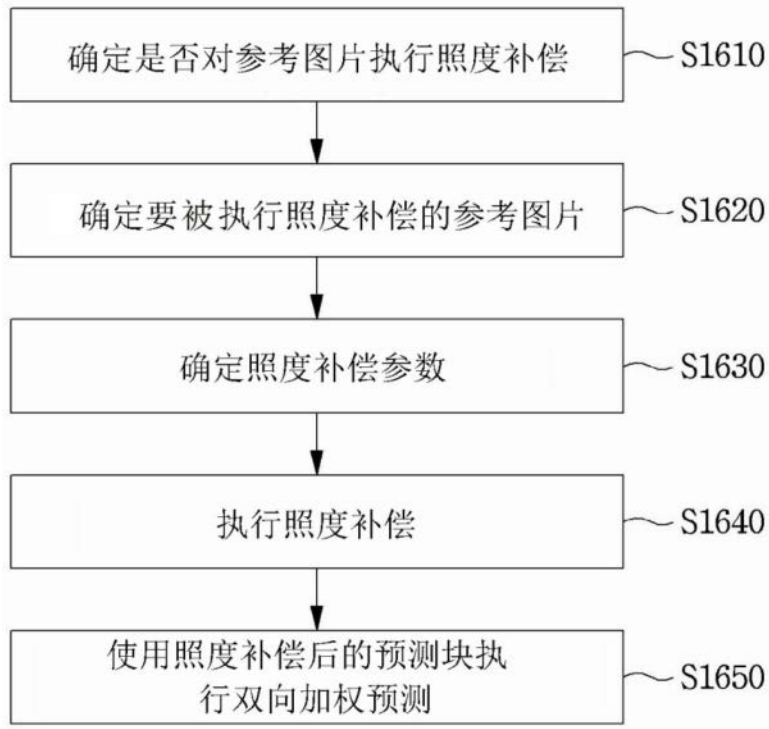 确定是否对参考图片执行照度补偿
S1610
确定要被执行照度补偿的参考图片
S1620
确定照度补偿参数
S1630
执行照度补偿
S1640
使用照度补偿后的预测块执
行双向加权预测
S1650